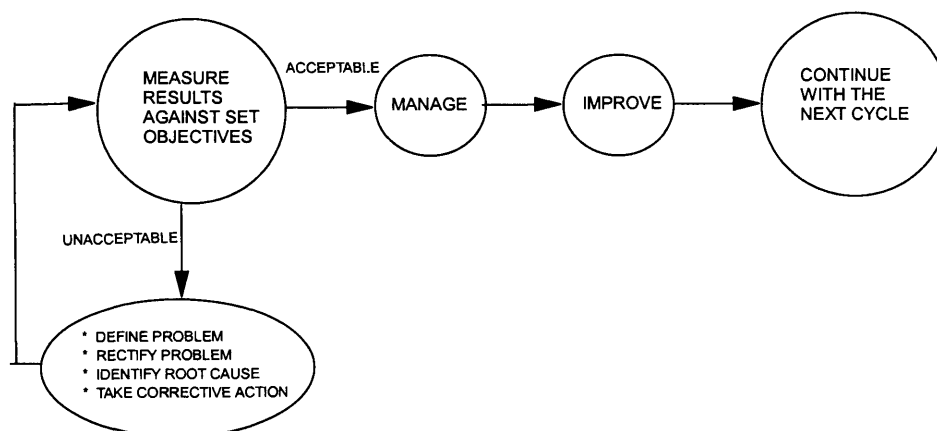 MEASURE
RESULTS
AGAINST SET
OBJECTIVES
ACCEPTABLE
MANAGE
IMPROVE
CONTINUE
WITH THE
NEXT CYCLE
UNACCEPTABLE
* DEFINE PROBLEM
* RECTIFY PROBLEM
* IDENTIFY ROOT CAUSE
* TAKE CORRECTIVE ACTION